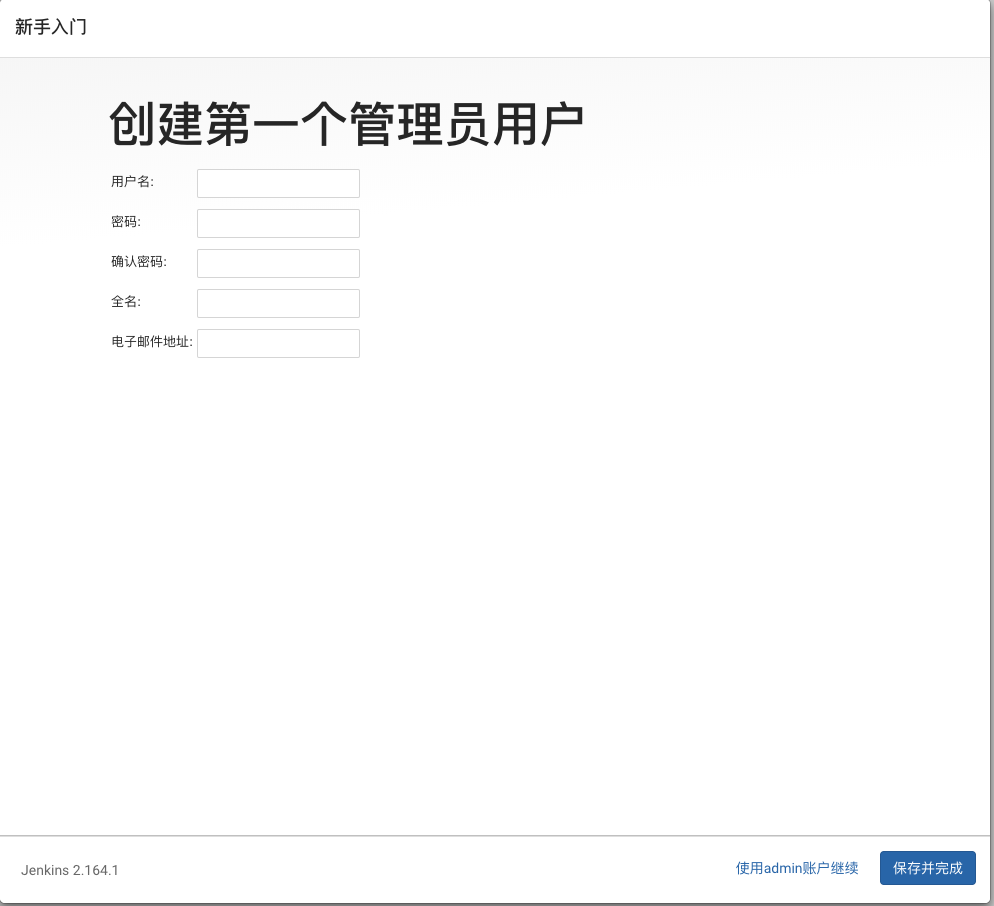 新手入门
创建第一个管理员用户
用户名:
密码:
确认密码:
全名:
电子邮件地址:
Jenkins 2.164.1
使用admin账户继续
保存并完成